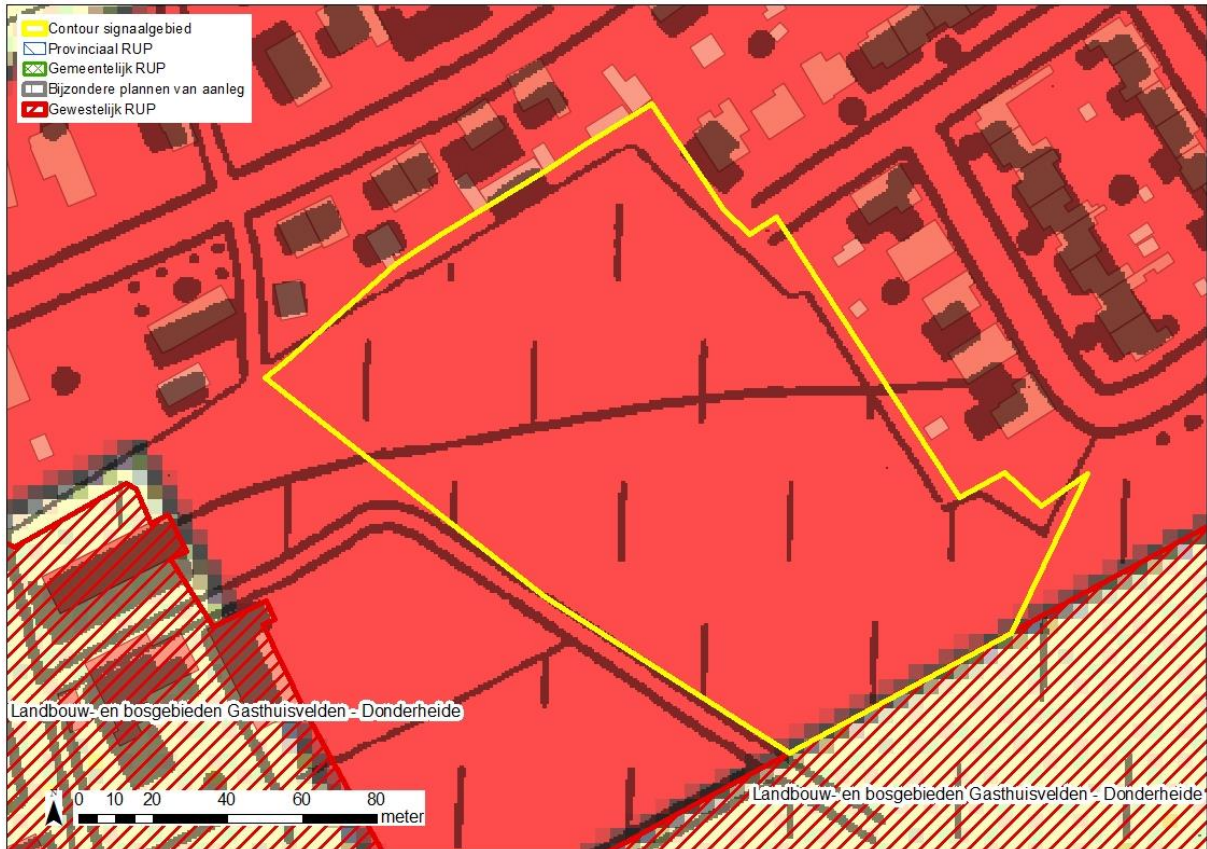 Contour signaalgebied
Provinciaal RUP
Gemeentelijk RUP
Bijzondere plannen van aanleg
Gewestelijk RUP
Landbouw- en bosgebieden Gasthuisvelden - Donderheide
Landbouw- en bosgebieden Gasthuisvelden - Donderheide
0 10 20 40 60 80
meter